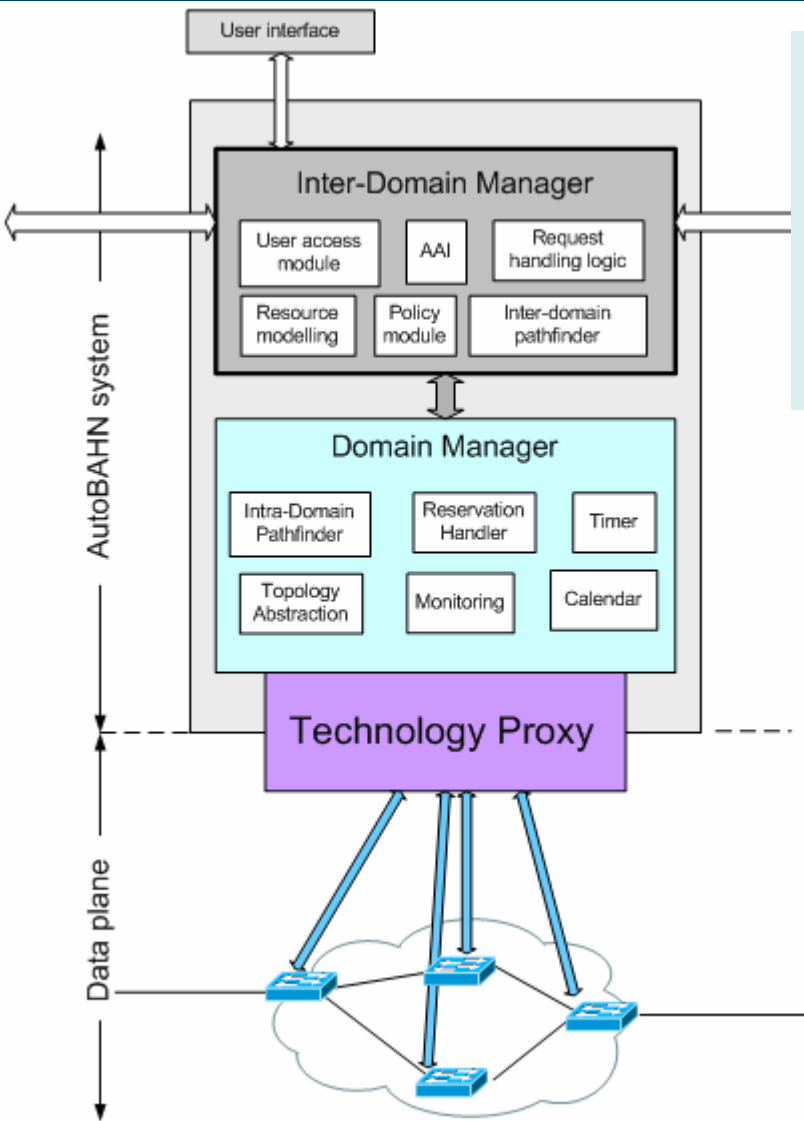 User interface
Inter-Domain Manager
User access
module
AAI
Request
handling logic
Resource
modelling
Policy
module
Inter-domain
pathfinder
AutoBAHN system
Domain Manager
Intra-Domain
Pathfinder
Reservation
Handler
Timer
Topology
Abstraction
Monitoring
Calendar
Technology Proxy
Data plane